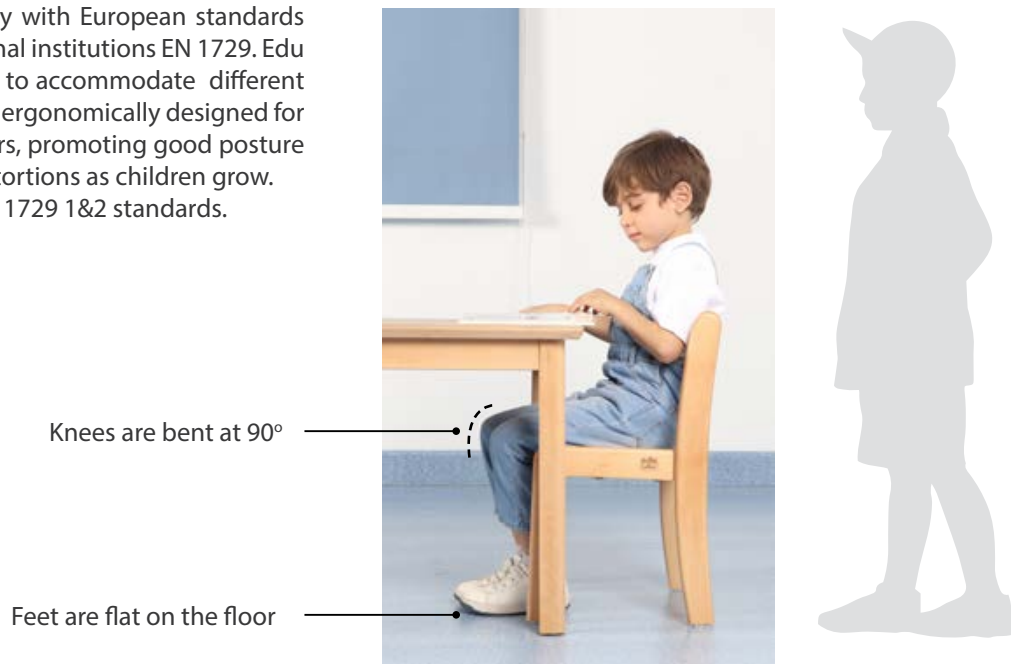 y with European standards
nal institutions EN 1729. Edu
to accommodate different
ergonomically designed for
rs, promoting good posture
tortions as children grow.
1729 1&2 standards.
Knees are bent at 90º
Feet are flat on the floor